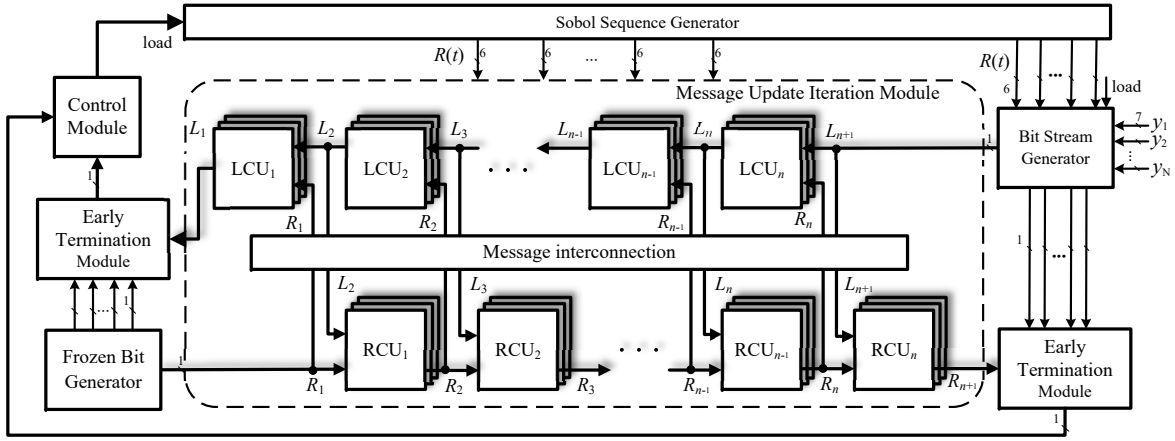 Sobol Sequence Generator
load
R(t)
6
6
...
6
6
R(t)
6
...
load
Control
Module
Message Update Iteration Module
L1
L2
L3
Ln-1
Ln
Ln+1
LCU1
LCU2
...
LCUn-1
LCUn
1
Bit Stream
Generator
7
y1
y2
...
yN
1
Early
Termination
Module
R1
R2
Rn-1
Rn
Message interconnection
1
...
...
1
L2
L3
Ln
Ln+1
Frozen Bit
Generator
1
RCU1
RCU2
...
RCUn-1
RCUn
Early
Termination
Module
R1
R2
R3
Rn-1
Rn
Rn+1
1